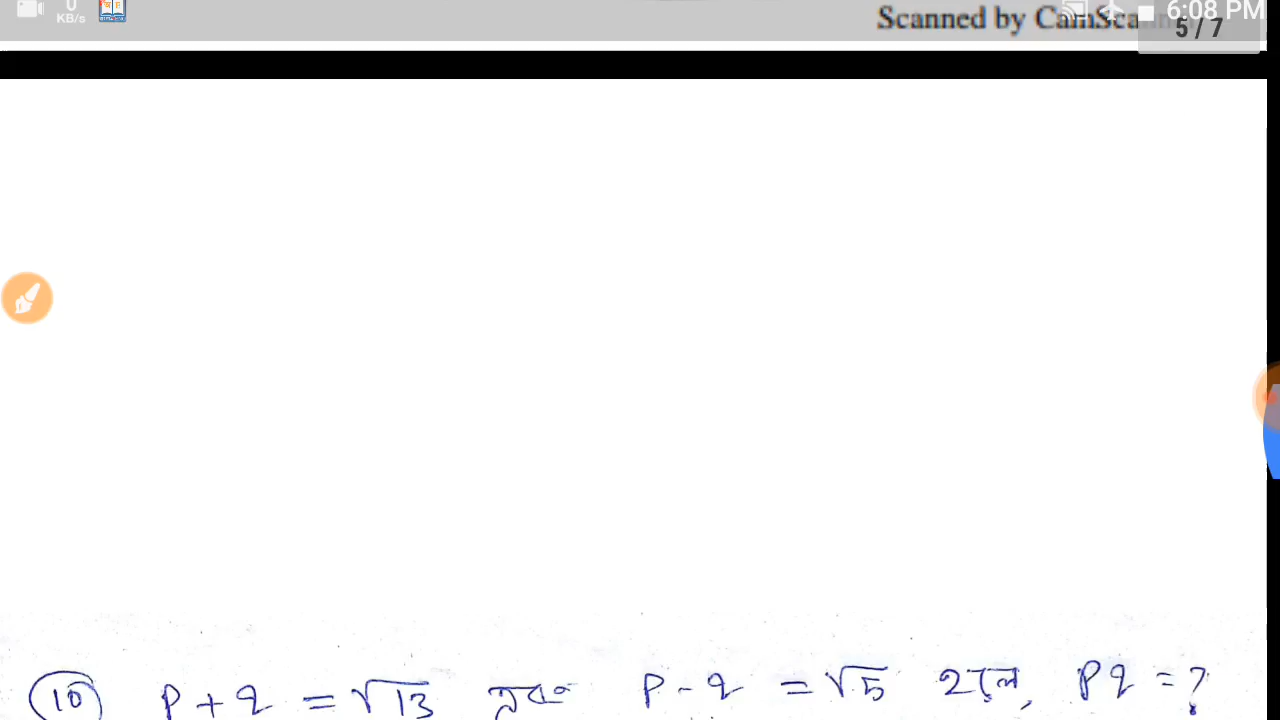 0
KB/s
6:08 PM
Scanned by CamSca
5 / 7
10 P + q = √13 এবং P - q = √5 হলে, Pq = ?